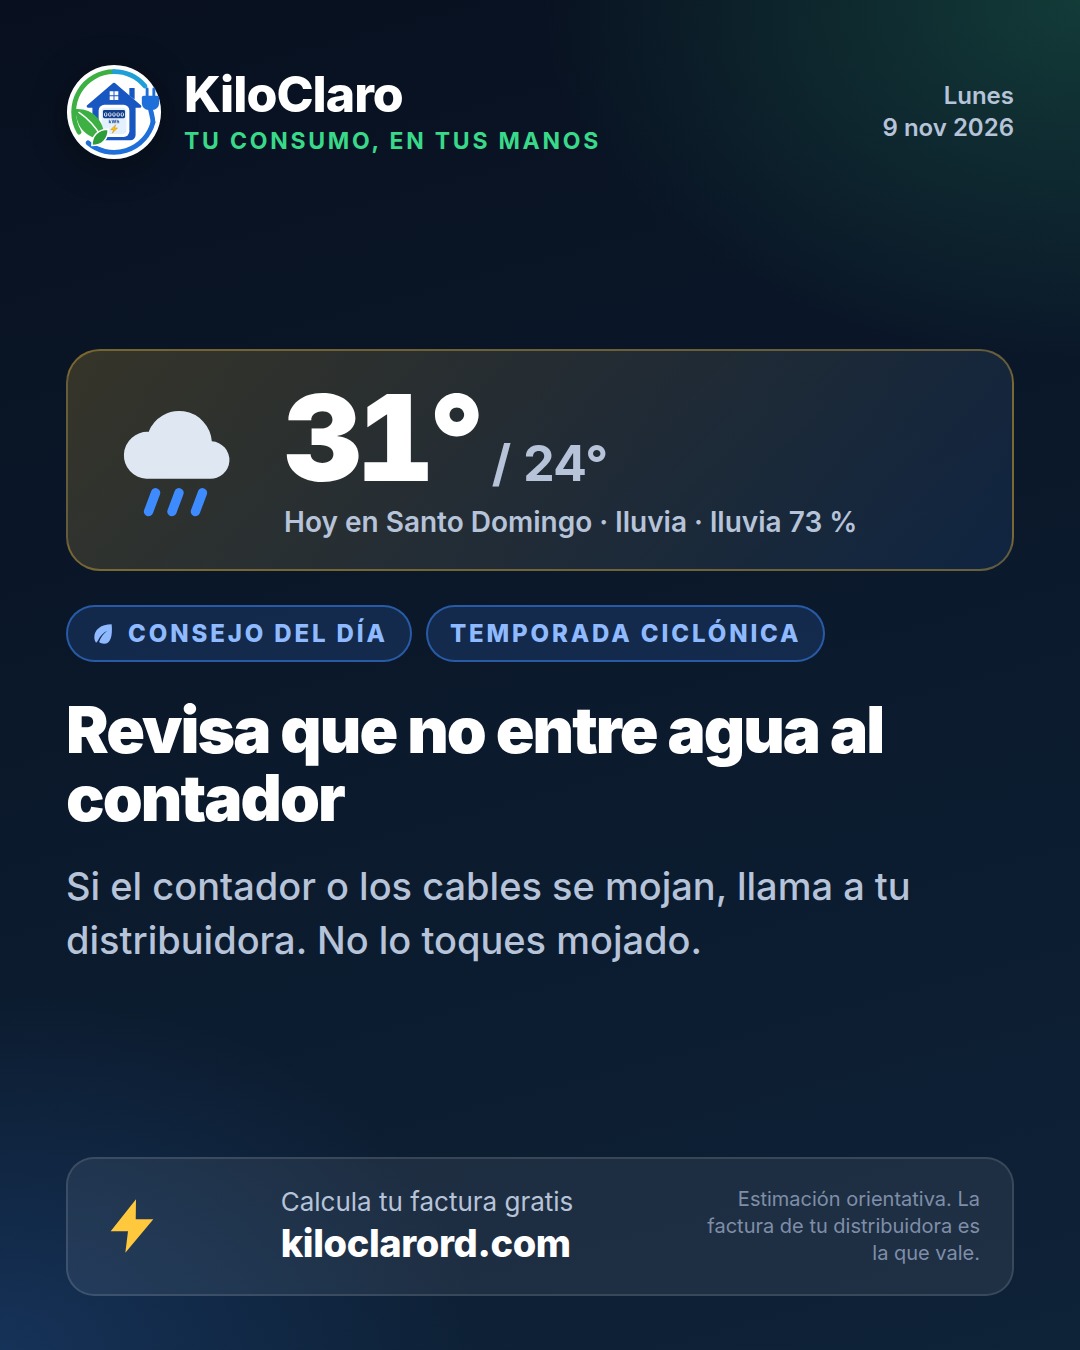 KiloClaro
TU CONSUMO, EN TUS MANOS
Lunes
9 nov 2026
31° / 24°
Hoy en Santo Domingo · lluvia · lluvia 73 %
CONSEJO DEL DÍA
TEMPORADA CICLÓNICA
Revisa que no entre agua al
contador
Si el contador o los cables se mojan, llama a tu
distribuidora. No lo toques mojado.
Calcula tu factura gratis
kiloclarord.com
Estimación orientativa. La
factura de tu distribuidora es
la que vale.